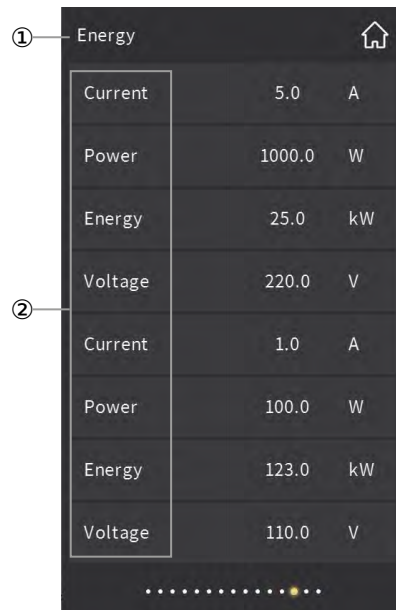 ① Energy
Current 5.0 A
Power 1000.0 W
Energy 25.0 kW
Voltage 220.0 V
②
Current 1.0 A
Power 100.0 W
Energy 123.0 kW
Voltage 110.0 V